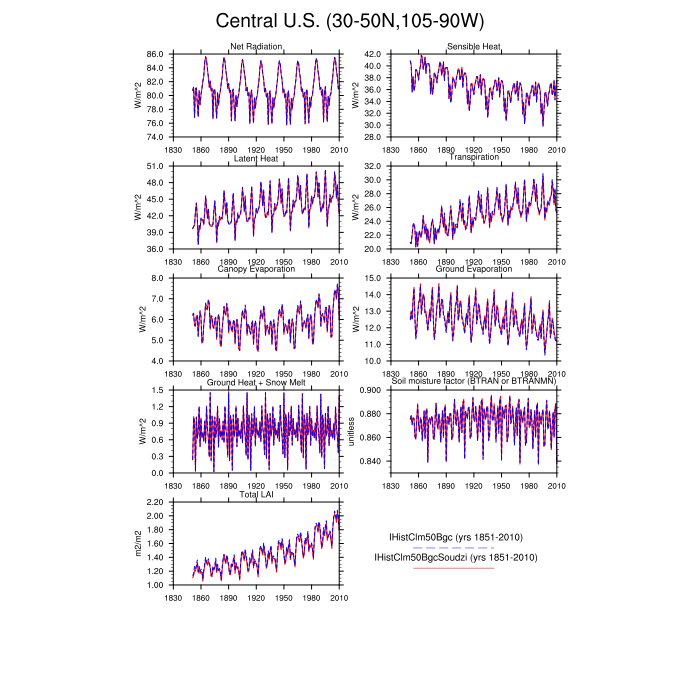 Central U.S. (30-50N,105-90W)
Net Radiation
W/m^2
86.0
84.0
82.0
80.0
78.0
76.0
74.0
1830 1860 1890 1920 1950 1980 2010
Sensible Heat
W/m^2
42.0
40.0
38.0
36.0
34.0
32.0
30.0
28.0
1830 1860 1890 1920 1950 1980 2010
Latent Heat
W/m^2
51.0
48.0
45.0
42.0
39.0
36.0
1830 1860 1890 1920 1950 1980 2010
Transpiration
W/m^2
32.0
30.0
28.0
26.0
24.0
22.0
20.0
1830 1860 1890 1920 1950 1980 2010
Canopy Evaporation
W/m^2
8.0
7.0
6.0
5.0
4.0
1830 1860 1890 1920 1950 1980 2010
Ground Evaporation
W/m^2
15.0
14.0
13.0
12.0
11.0
10.0
1830 1860 1890 1920 1950 1980 2010
Ground Heat + Snow Melt
W/m^2
1.5
1.2
0.9
0.6
0.3
0.0
1830 1860 1890 1920 1950 1980 2010
Soil moisture factor (BTRAN or BTRANMN)
unitless
0.900
0.880
0.860
0.840
1830 1860 1890 1920 1950 1980 2010
Total LAI
m2/m2
2.20
2.00
1.80
1.60
1.40
1.20
1.00
1830 1860 1890 1920 1950 1980 2010
IHistClm50Bgc (yrs 1851-2010)
IHistClm50BgcSoudzi (yrs 1851-2010)